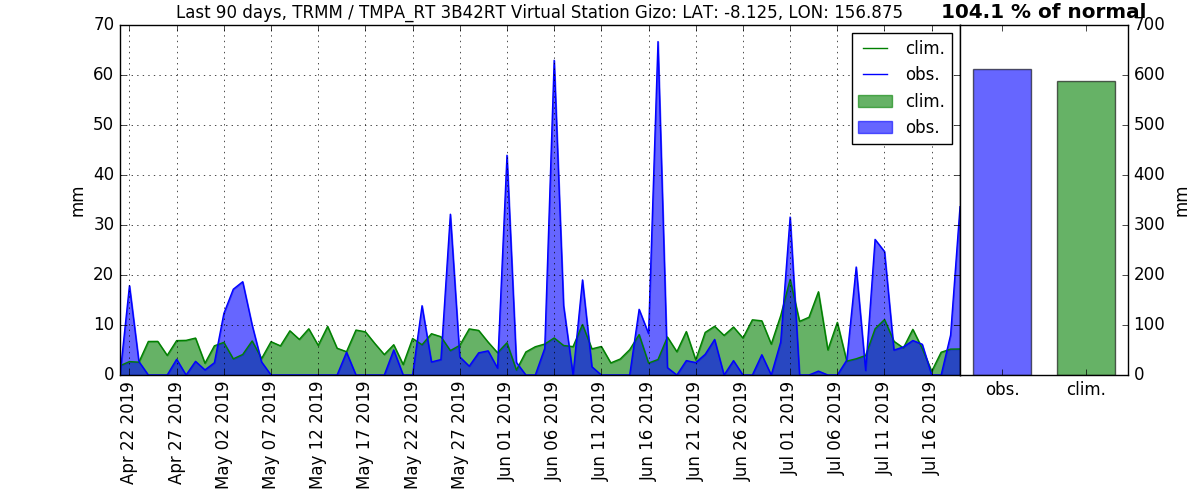 Last 90 days, TRMM / TMPA_RT 3B42RT Virtual Station Gizo: LAT: -8.125, LON: 156.875
104.1 % of normal
70
60
50
40
30
20
10
0
mm
clim.
obs.
clim.
obs.
Apr 22 2019
Apr 27 2019
May 02 2019
May 07 2019
May 12 2019
May 17 2019
May 22 2019
May 27 2019
Jun 01 2019
Jun 06 2019
Jun 11 2019
Jun 16 2019
Jun 21 2019
Jun 26 2019
Jul 01 2019
Jul 06 2019
Jul 11 2019
Jul 16 2019
700
600
500
400
300
200
100
0
mm
obs.
clim.